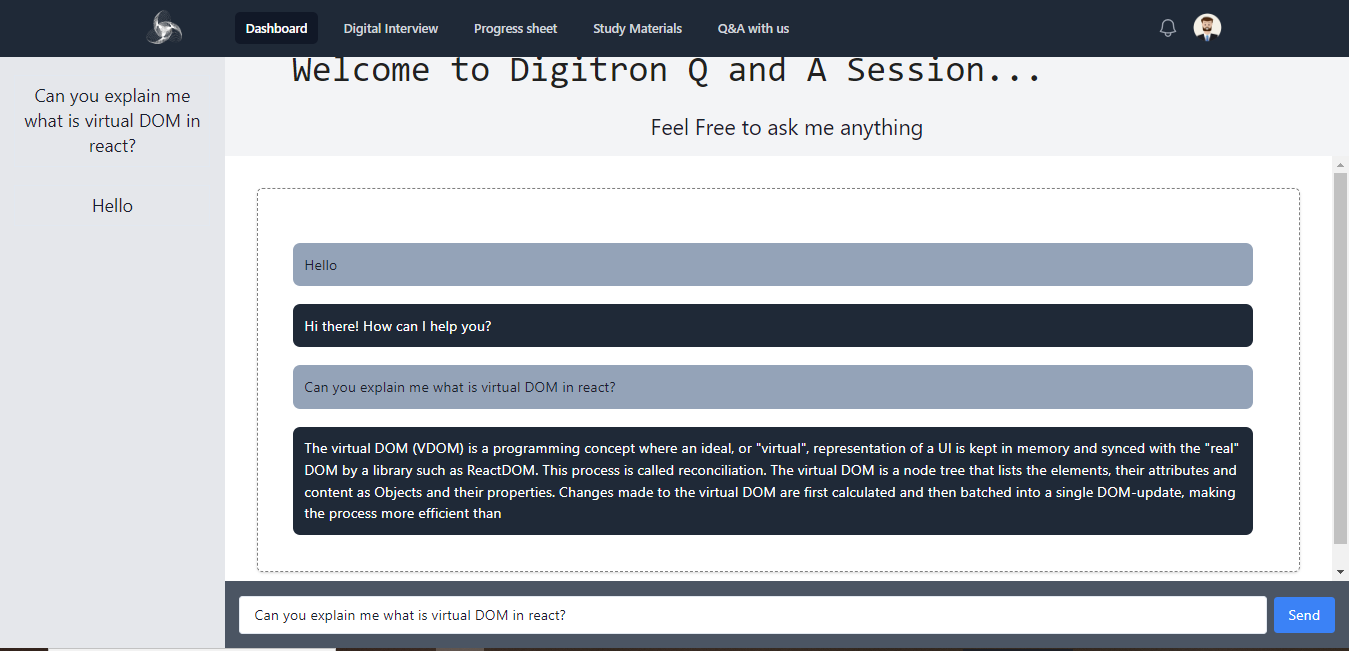 Dashboard
Digital Interview
Progress sheet
Study Materials
Q&A with us
Can you explain me
what is virtual DOM in
react?
Hello
Welcome to Digitron Q and A Session...
Feel Free to ask me anything
Hello
Hi there! How can I help you?
Can you explain me what is virtual DOM in react?
The virtual DOM (VDOM) is a programming concept where an ideal, or "virtual", representation of a UI is kept in memory and synced with the "real"
DOM by a library such as ReactDOM. This process is called reconciliation. The virtual DOM is a node tree that lists the elements, their attributes and
content as Objects and their properties. Changes made to the virtual DOM are first calculated and then batched into a single DOM-update, making
the process more efficient than
Can you explain me what is virtual DOM in react?
Send